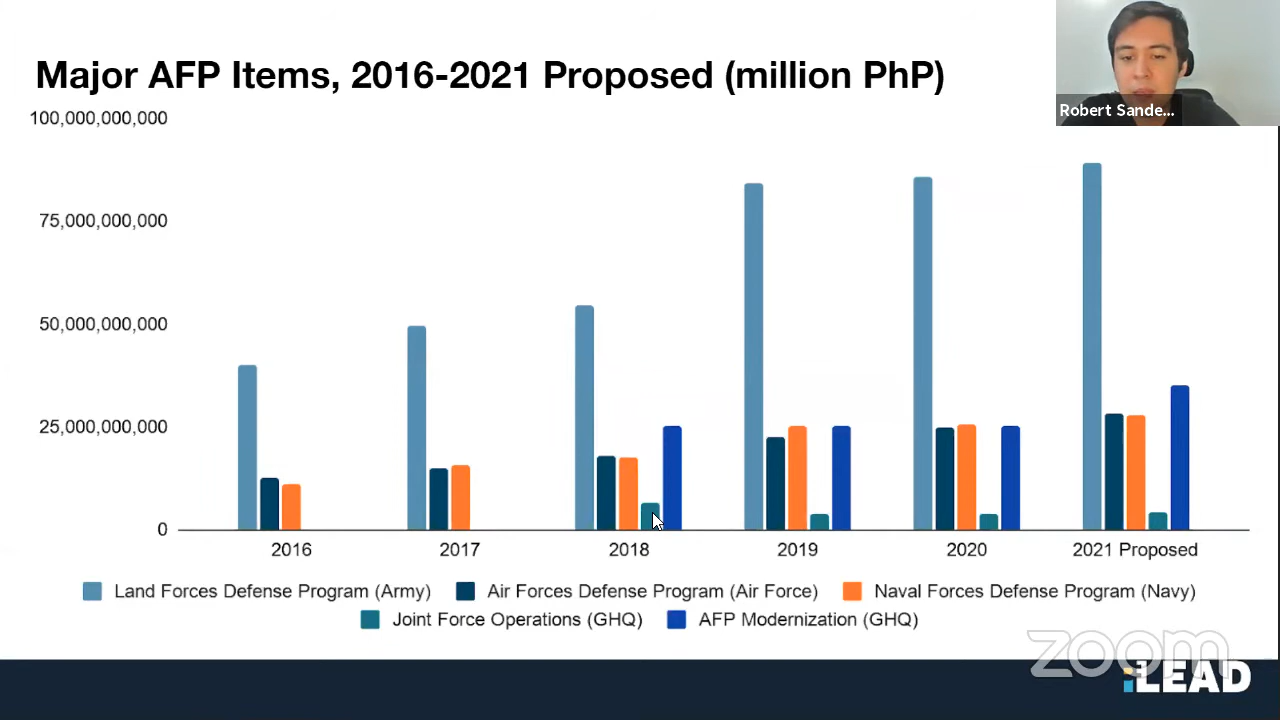 Major AFP Items, 2016-2021 Proposed (million PhP)
Robert Sande...
100,000,000,000
75,000,000,000
50,000,000,000
25,000,000,000
0
2016 2017 2018 2019 2020 2021 Proposed
Land Forces Defense Program (Army) Air Forces Defense Program (Air Force) Naval Forces Defense Program (Navy)
Joint Force Operations (GHQ) AFP Modernization (GHQ)
zoom
iLEAD